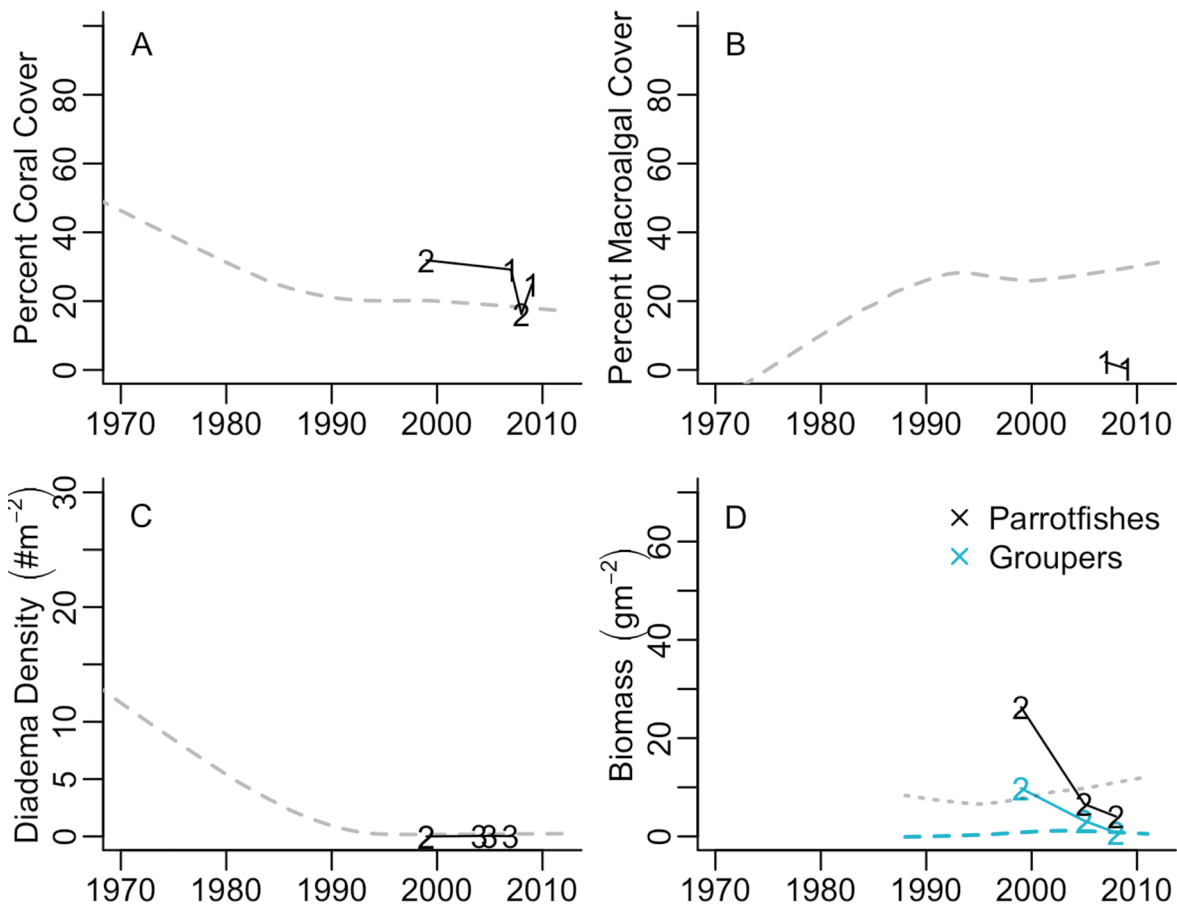 A
Percent Coral Cover
80
60
40
20
0
2
1
2
1
1970 1980 1990 2000 2010
B
Percent Macroalgal Cover
80
60
40
20
0
1
1
1970 1980 1990 2000 2010
C
Diadema Density (#m−2)
30
20
10
5
0
2 3 3 3
1970 1980 1990 2000 2010
D
Parrotfishes
Groupers
Biomass (gm−2)
60
40
20
0
2
2
2
2
2
2
1970 1980 1990 2000 2010